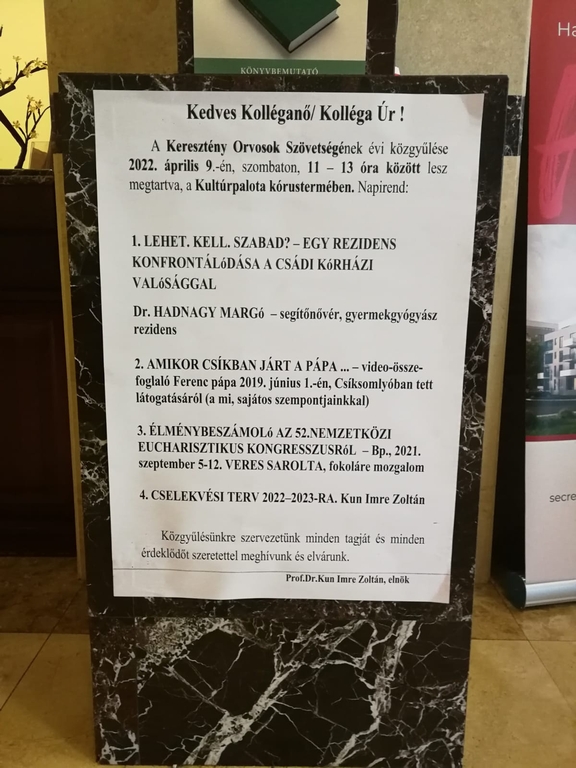 KÖNYVBEMUTATÓ
Kedves Kolléganő/ Kolléga Úr !
A Keresztény Orvosok Szövetségének évi közgyűlése
2022. április 9.-én, szombaton, 11 – 13 óra között lesz
megtartva, a Kultúrpalota kórustermében. Napirend:
1. LEHET. KELL. SZABAD? – EGY REZIDENS
KONFRONTÁLóDÁSA A CSÁDI KóRHÁZI
VALóSÁGGAL
Dr. HADNAGY MARGó – segítőnővér, gyermekgyógyász
rezidens
2. AMIKOR CSÍKBAN JÁRT A PÁPA ... – video-össze-
foglaló Ferenc pápa 2019. június 1.-én, Csíksomlyóban tett
látogatásáról (a mi, sajátos szempontjainkkal)
3. ÉLMÉNYBESZÁMOLó AZ 52.NEMZETKÖZI
EUCHARISZTIKUS KONGRESSZUSRóL – Bp., 2021.
szeptember 5-12. VERES SAROLTA, fokoláre mozgalom
4. CSELEKVÉSI TERV 2022–2023-RA. Kun Imre Zoltán
Közgyűlésünkre szervezetünk minden tagját és minden
érdeklődőt szeretettel meghívunk és elvárunk.
Prof.Dr.Kun Imre Zoltán, elnök